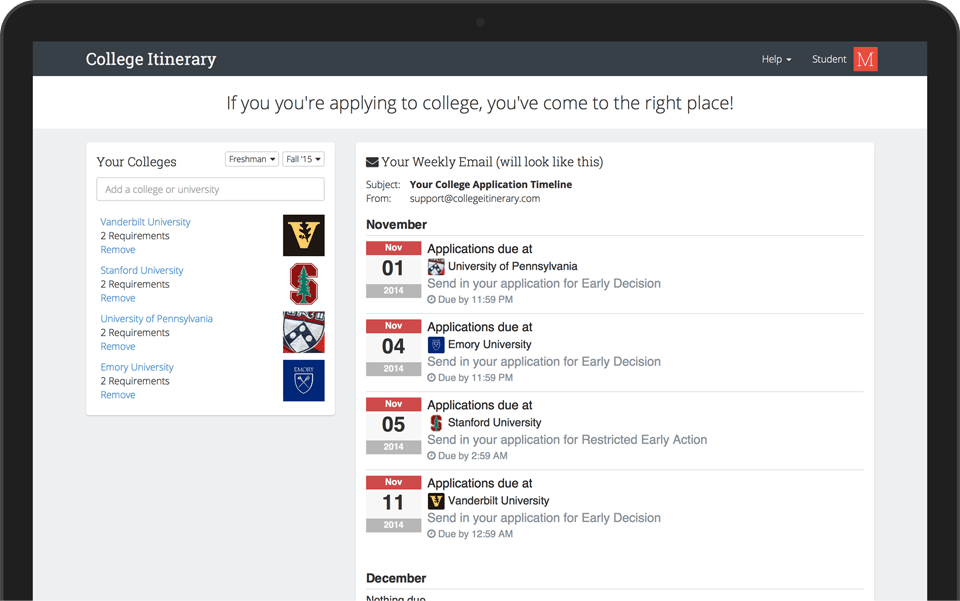 College Itinerary
Help
Student
M
If you you're applying to college, you've come to the right place!
Your Colleges
Freshman
Fall '15
Add a college or university
Vanderbilt University
2 Requirements
Remove
V
Stanford University
2 Requirements
Remove
S
University of Pennsylvania
2 Requirements
Remove
Emory University
2 Requirements
Remove
EMORY
Your Weekly Email (will look like this)
Subject: Your College Application Timeline
From: support@collegeitinerary.com
November
Nov
01
2014
Applications due at
University of Pennsylvania
Send in your application for Early Decision
Due by 11:59 PM
Nov
04
2014
Applications due at
Emory University
Send in your application for Early Decision
Due by 11:59 PM
Nov
05
2014
Applications due at
S
Stanford University
Send in your application for Restricted Early Action
Due by 2:59 AM
Nov
11
2014
Applications due at
V
Vanderbilt University
Send in your application for Early Decision
Due by 12:59 AM
December
Nothing due